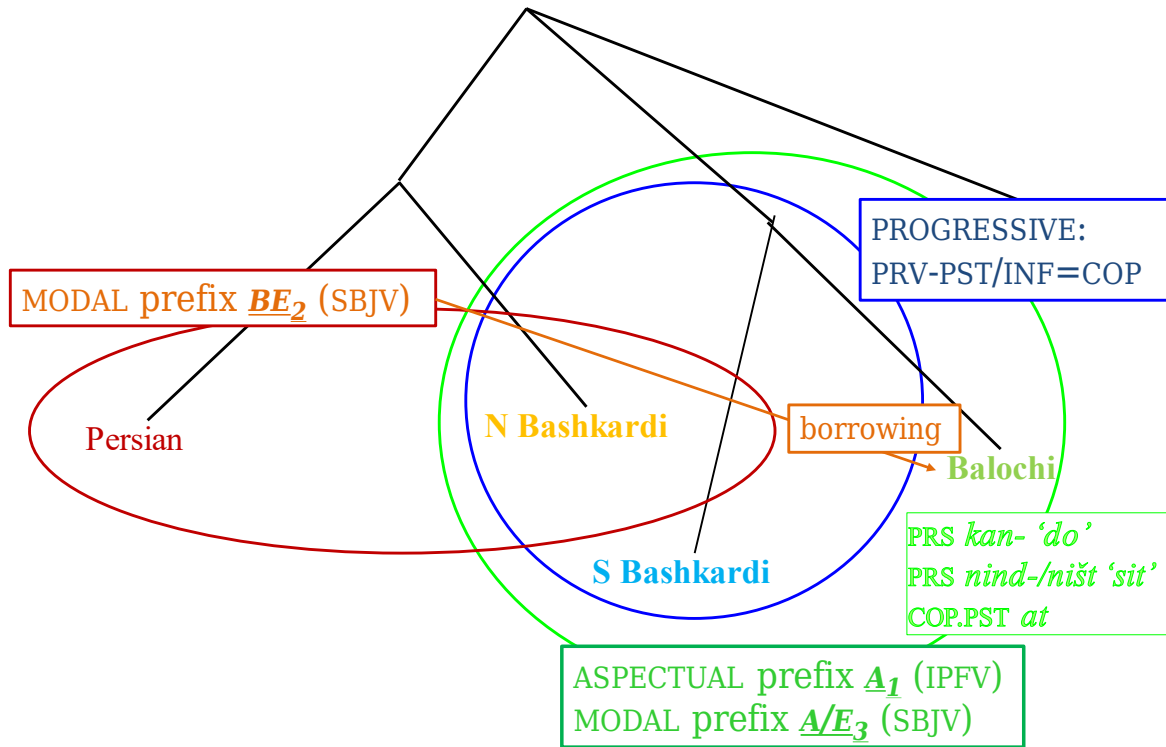 PROGRESSIVE:
PRV-PST/INF=COP
MODAL prefix BE₂ (SBJV)
Persian
N Bashkardi
borrowing
Balochi
S Bashkardi
PRS kan- ‘do’
PRS nind-/ništ ‘sit’
COP.PST at
ASPECTUAL prefix A₁ (IPFV)
MODAL prefix A/E₃ (SBJV)